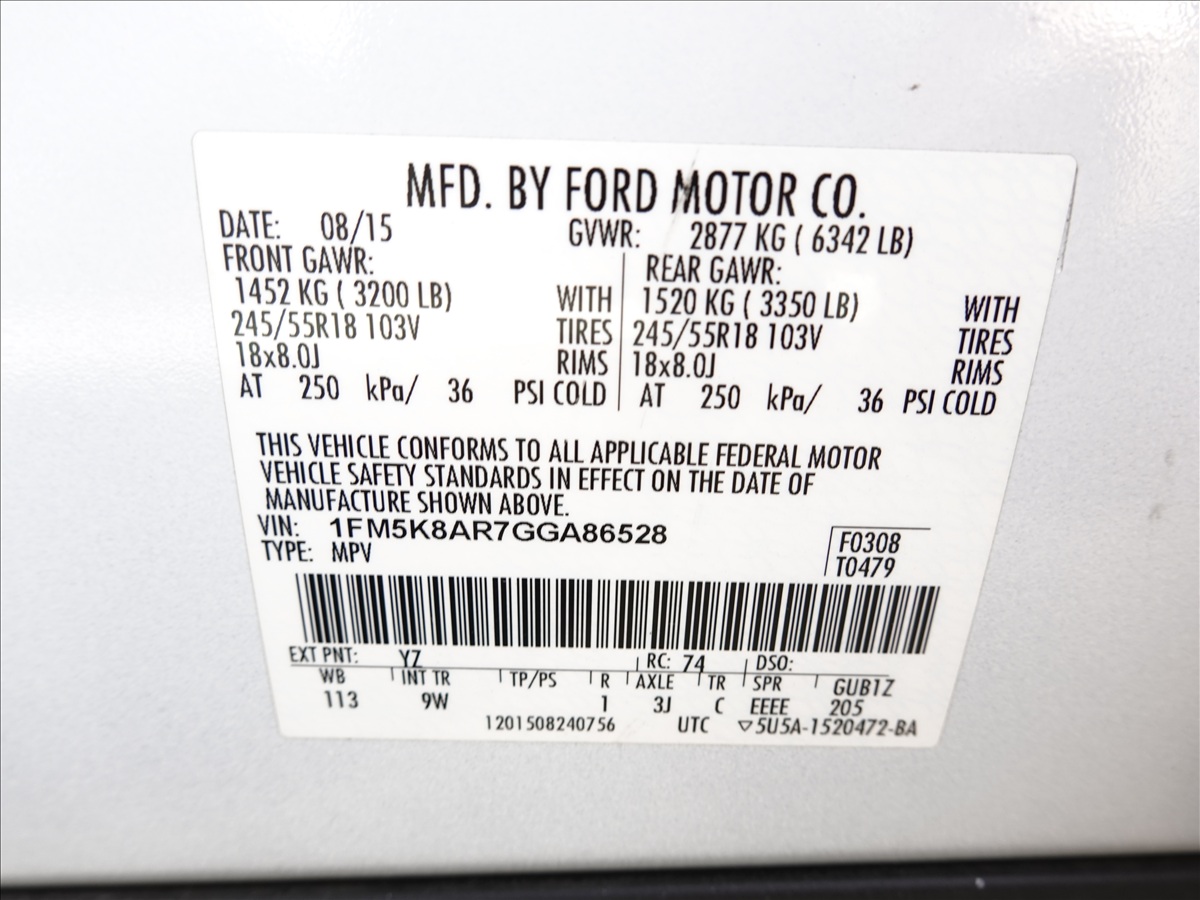 MFD. BY FORD MOTOR CO.
DATE: 08/15 GVWR: 2877 KG ( 6342 LB)
FRONT GAWR: REAR GAWR:
1452 KG ( 3200 LB) WITH 1520 KG ( 3350 LB) WITH
245/55R18 103V TIRES 245/55R18 103V TIRES
18x8.0J RIMS 18x8.0J RIMS
AT 250 kPa/ 36 PSI COLD AT 250 kPa/ 36 PSI COLD
THIS VEHICLE CONFORMS TO ALL APPLICABLE FEDERAL MOTOR
VEHICLE SAFETY STANDARDS IN EFFECT ON THE DATE OF
MANUFACTURE SHOWN ABOVE.
VIN: 1FM5K8AR7GGA86528 F0308
TYPE: MPV T0479
EXT PNT: YZ RC: 74 DSO:
WB INT TR TP/PS R AXLE TR SPR GUB1Z
113 9W 1 3J C EEEE 205
1201508240756 UTC ▽5U5A-1520472-BA